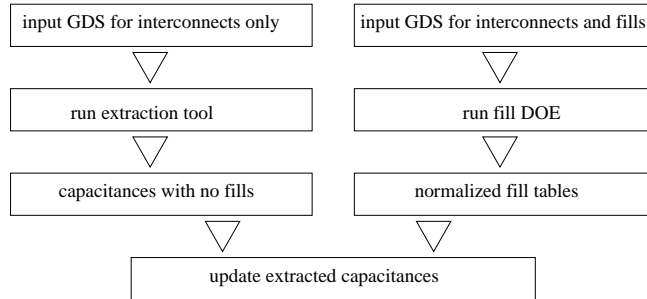 input GDS for interconnects only
input GDS for interconnects and fills
run extraction tool
run fill DOE
capacitances with no fills
normalized fill tables
update extracted capacitances